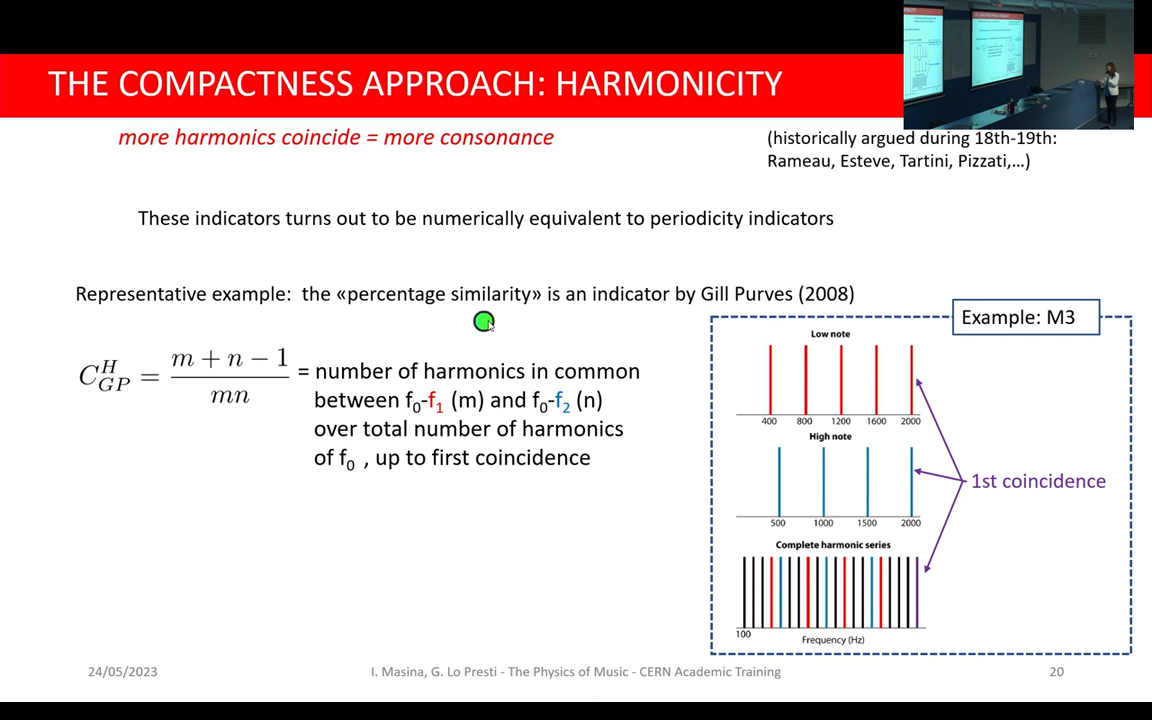 THE COMPACTNESS APPROACH: HARMONICITY
more harmonics coincide = more consonance
(historically argued during 18th-19th:
Rameau, Esteve, Tartini, Pizzati,...)
These indicators turns out to be numerically equivalent to periodicity indicators
Representative example: the «percentage similarity» is an indicator by Gill Purves (2008)
C^H_GP = (m + n − 1) / mn
= number of harmonics in common
between f₀-f₁ (m) and f₀-f₂ (n)
over total number of harmonics
of f₀ , up to first coincidence
Example: M3
Low note
400 800 1200 1600 2000
High note
500 1000 1500 2000
1st coincidence
Complete harmonic series
100
Frequency (Hz)
24/05/2023
I. Masina, G. Lo Presti - The Physics of Music - CERN Academic Training
20